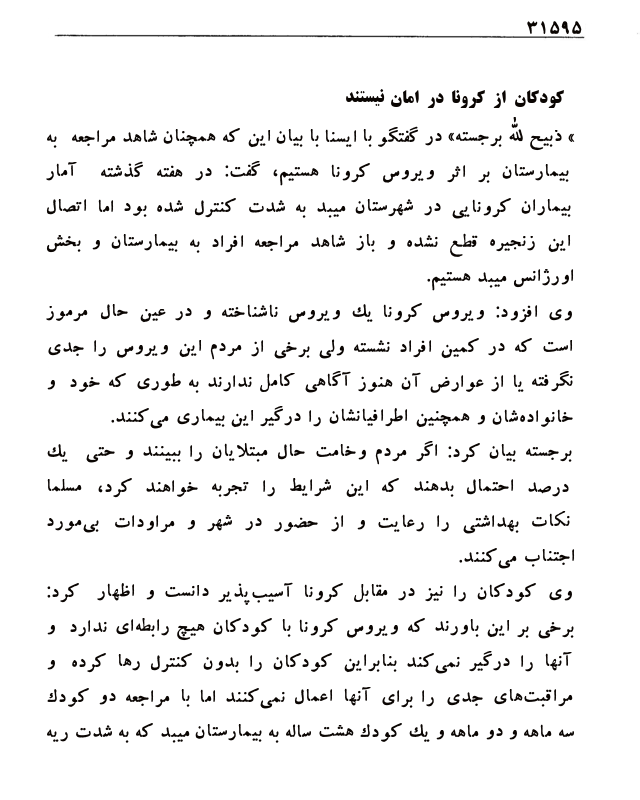 ۳۱۵۹۵
کودکان از کرونا در امان نیستند
» ذبیح الله برجسته» در گفتگو با ایسنا با بیان این که همچنان شاهد مراجعه به
بیمارستان بر اثر ویروس کرونا هستیم، گفت: در هفته گذشته آمار
بیماران کرونایی در شهرستان میبد به شدت کنترل شده بود اما اتصال
این زنجیره قطع نشده و باز شاهد مراجعه افراد به بیمارستان و بخش
اورژانس میبد هستیم.
وی افزود: ویروس کرونا یك ویروس ناشناخته و در عین حال مرموز
است که در کمین افراد نشسته ولی برخی از مردم این ویروس را جدی
نگرفته یا از عوارض آن هنوز آگاهی کامل ندارند به طوری که خود و
خانواده‌شان و همچنین اطرافیانشان را درگیر این بیماری می‌کنند.
برجسته بیان کرد: اگر مردم وخامت حال مبتلایان را ببینند و حتی یك
درصد احتمال بدهند که این شرایط را تجربه خواهند کرد، مسلما
نکات بهداشتی را رعایت و از حضور در شهر و مراودات بی‌مورد
اجتناب می‌کنند.
وی کودکان را نیز در مقابل کرونا آسیب‌پذیر دانست و اظهار کرد:
برخی بر این باورند که ویروس کرونا با کودکان هیچ رابطه‌ای ندارد و
آنها را درگیر نمی‌کند بنابراین کودکان را بدون کنترل رها کرده و
مراقبت‌های جدی را برای آنها اعمال نمی‌کنند اما با مراجعه دو کودك
سه ماهه و دو ماهه و یك کودك هشت ساله به بیمارستان میبد که به شدت ریه